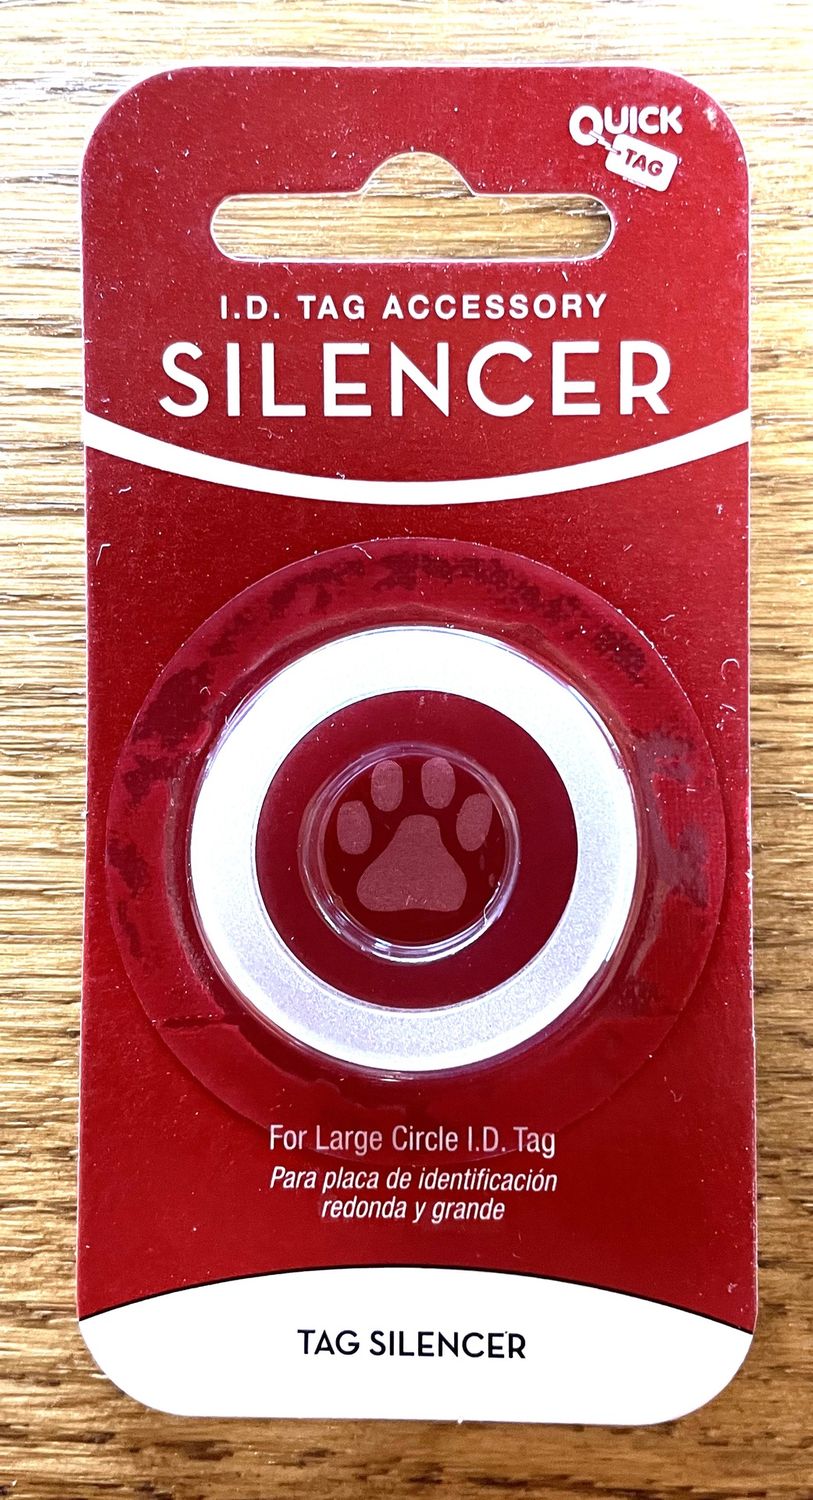 QUICK
TAG
I.D. TAG ACCESSORY
SILENCER
For Large Circle I.D. Tag
Para placa de identificación
redonda y grande
TAG SILENCER